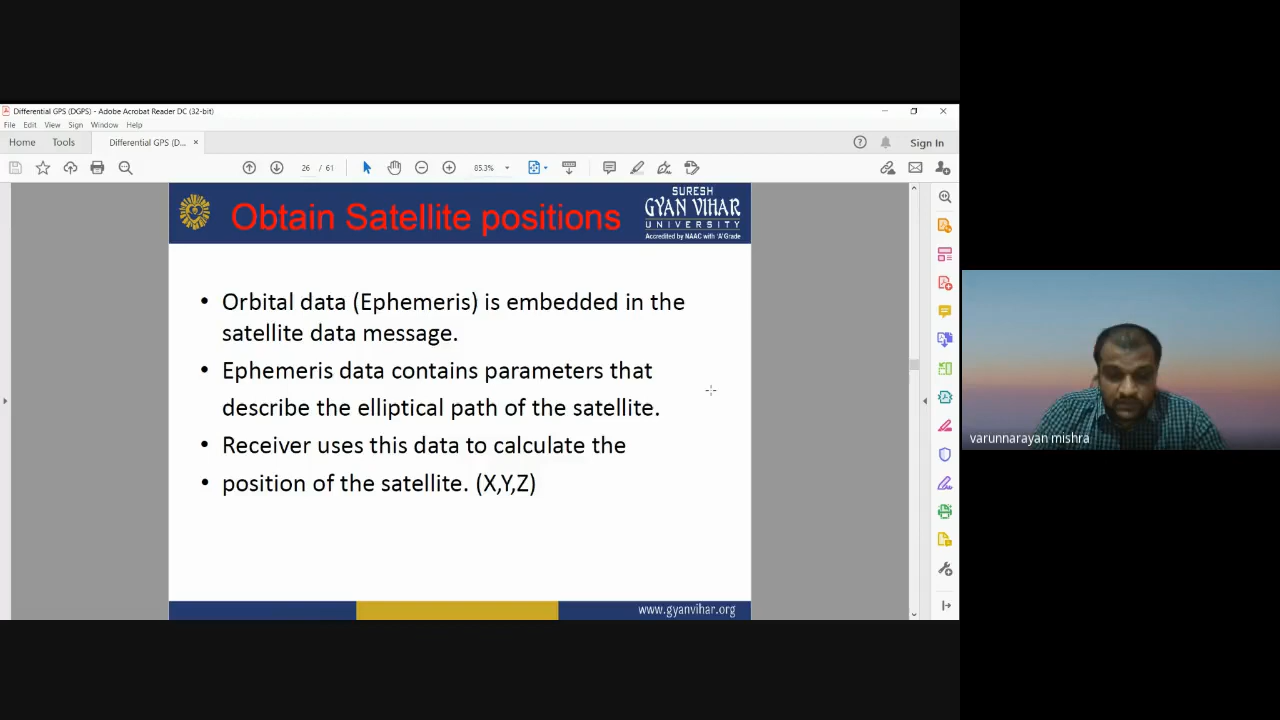 Differential GPS (DGPS) - Adobe Acrobat Reader DC (32-bit)
File Edit View Sign Window Help
Home Tools Differential GPS (D... × Sign In
26 / 61 85.3%
Obtain Satellite positions
SURESH
GYAN VIHAR
UNIVERSITY
Accredited by NAAC with 'A' Grade
• Orbital data (Ephemeris) is embedded in the
satellite data message.
• Ephemeris data contains parameters that
describe the elliptical path of the satellite.
• Receiver uses this data to calculate the
• position of the satellite. (X,Y,Z)
www.gyanvihar.org
varunnarayan mishra